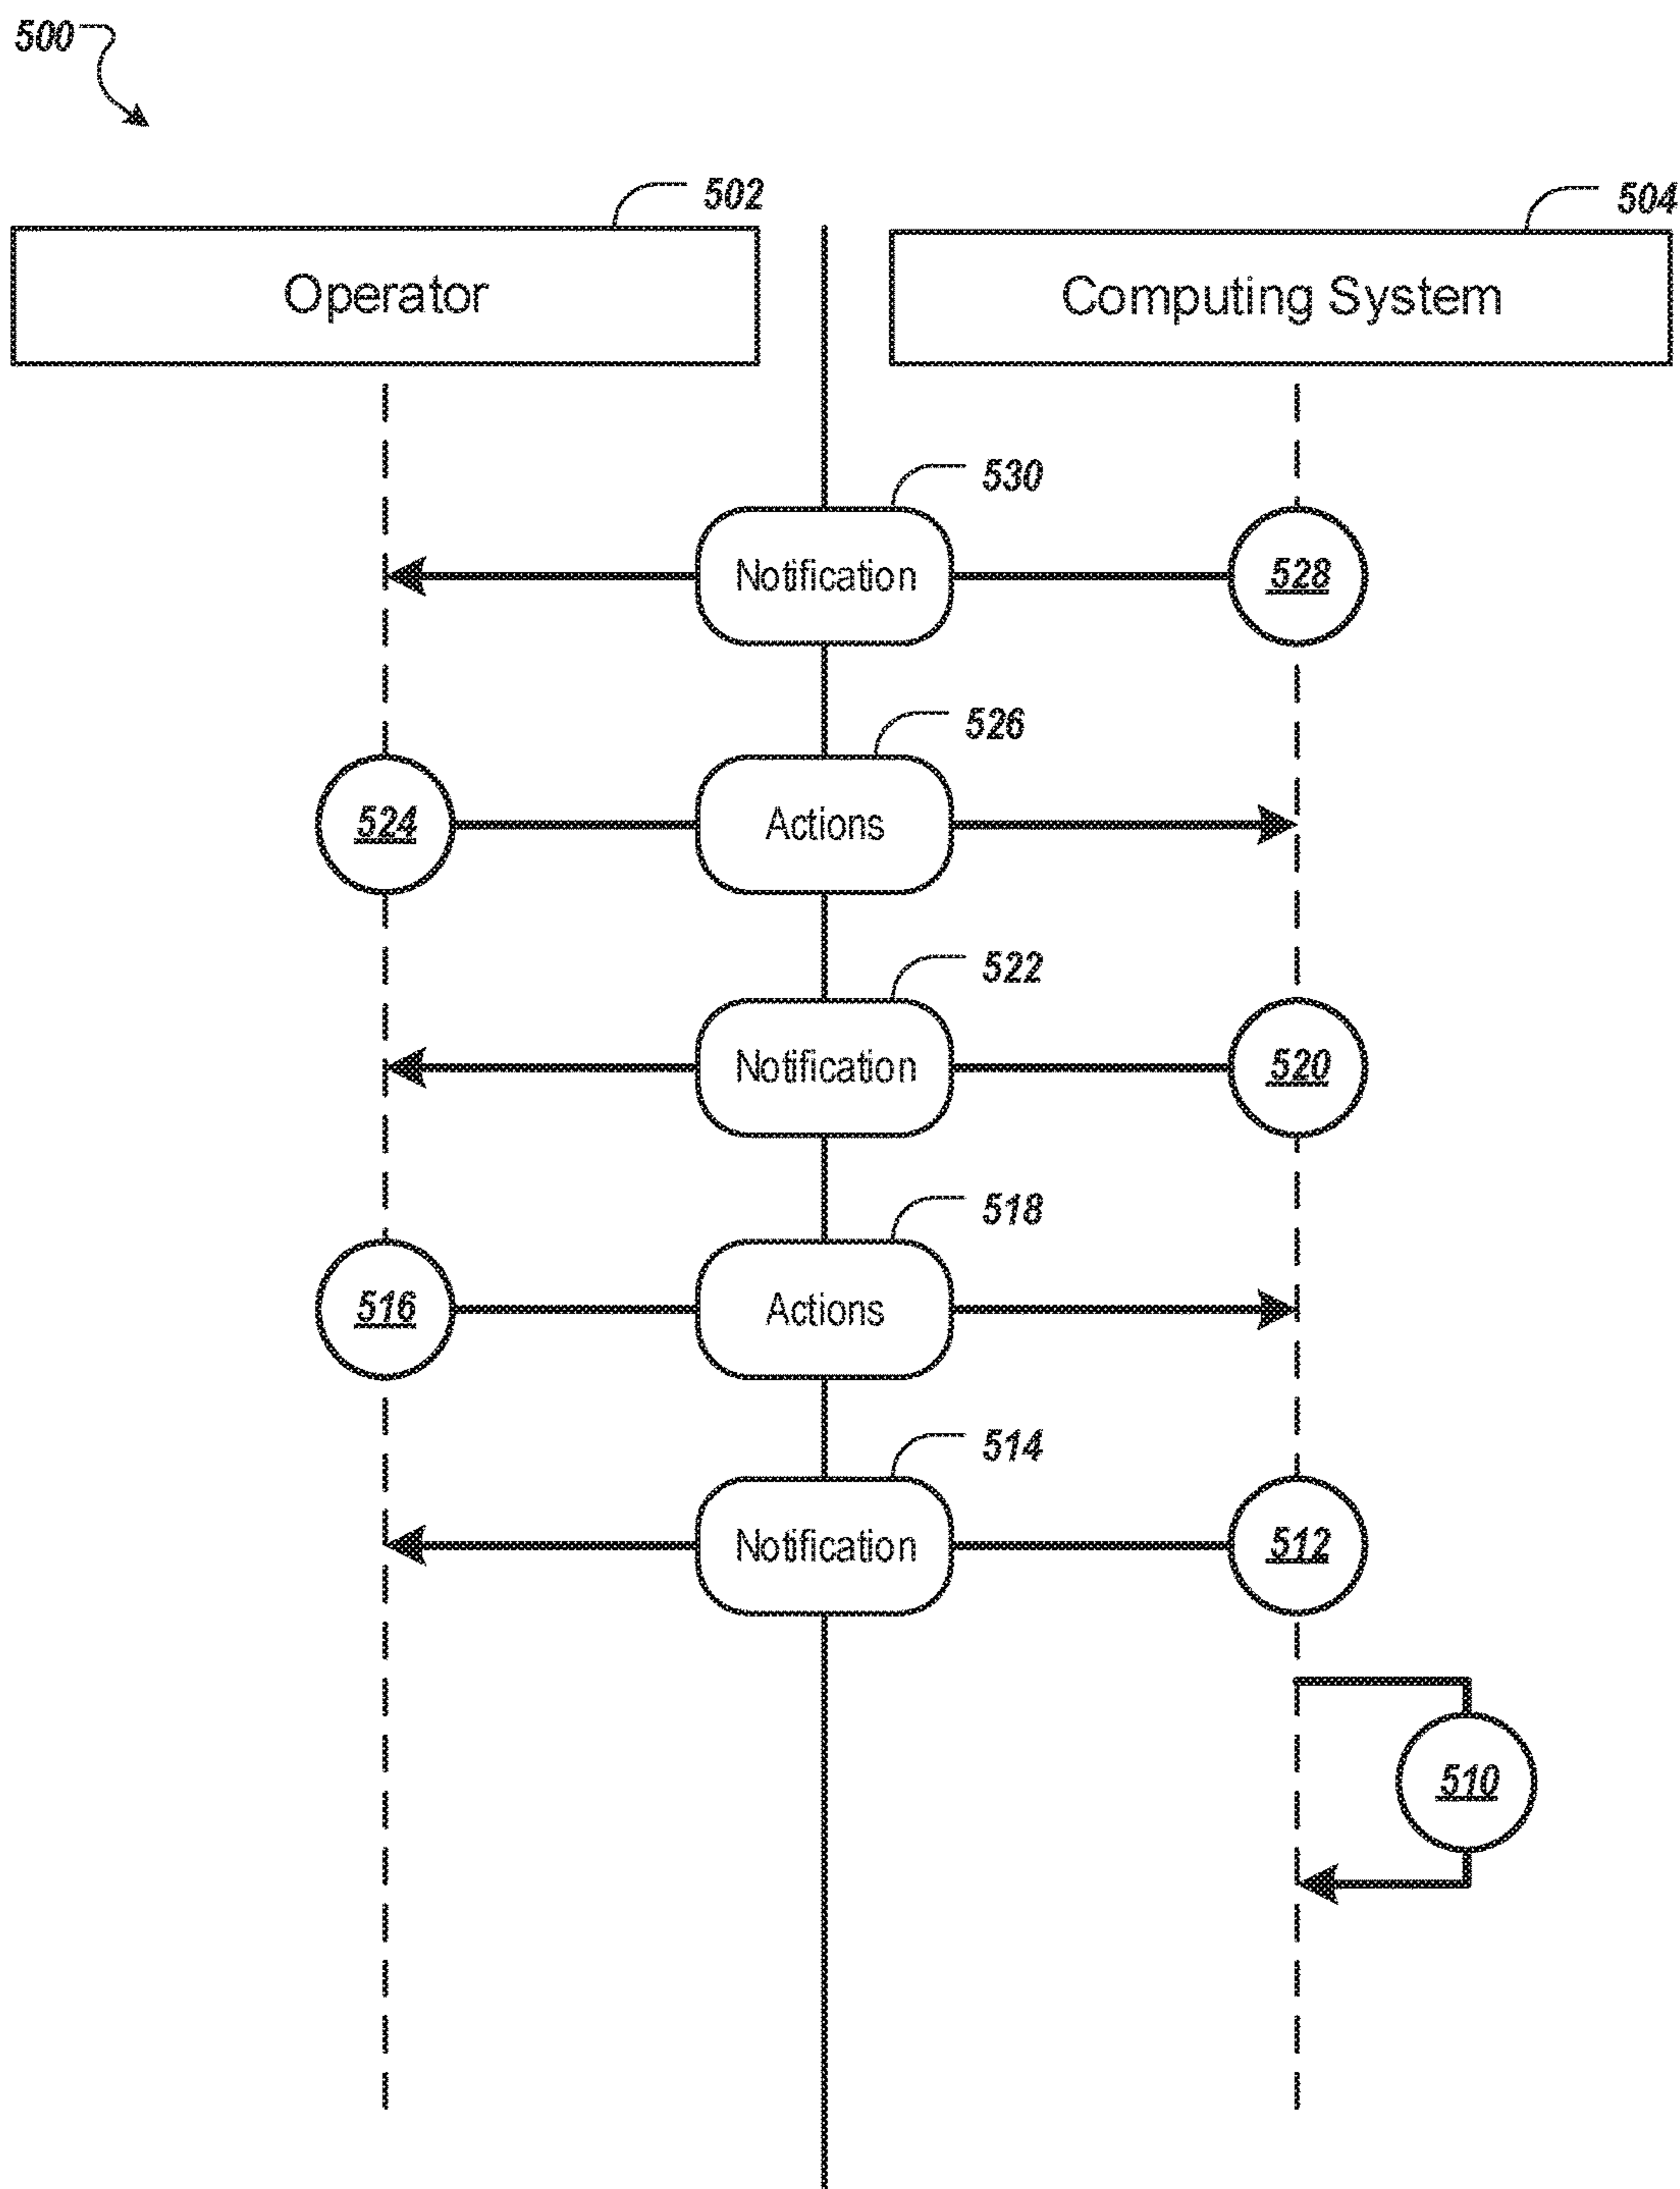 500
502
504
Operator
Computing System
530
Notification
528
526
524
Actions
522
Notification
520
518
516
Actions
514
Notification
512
510